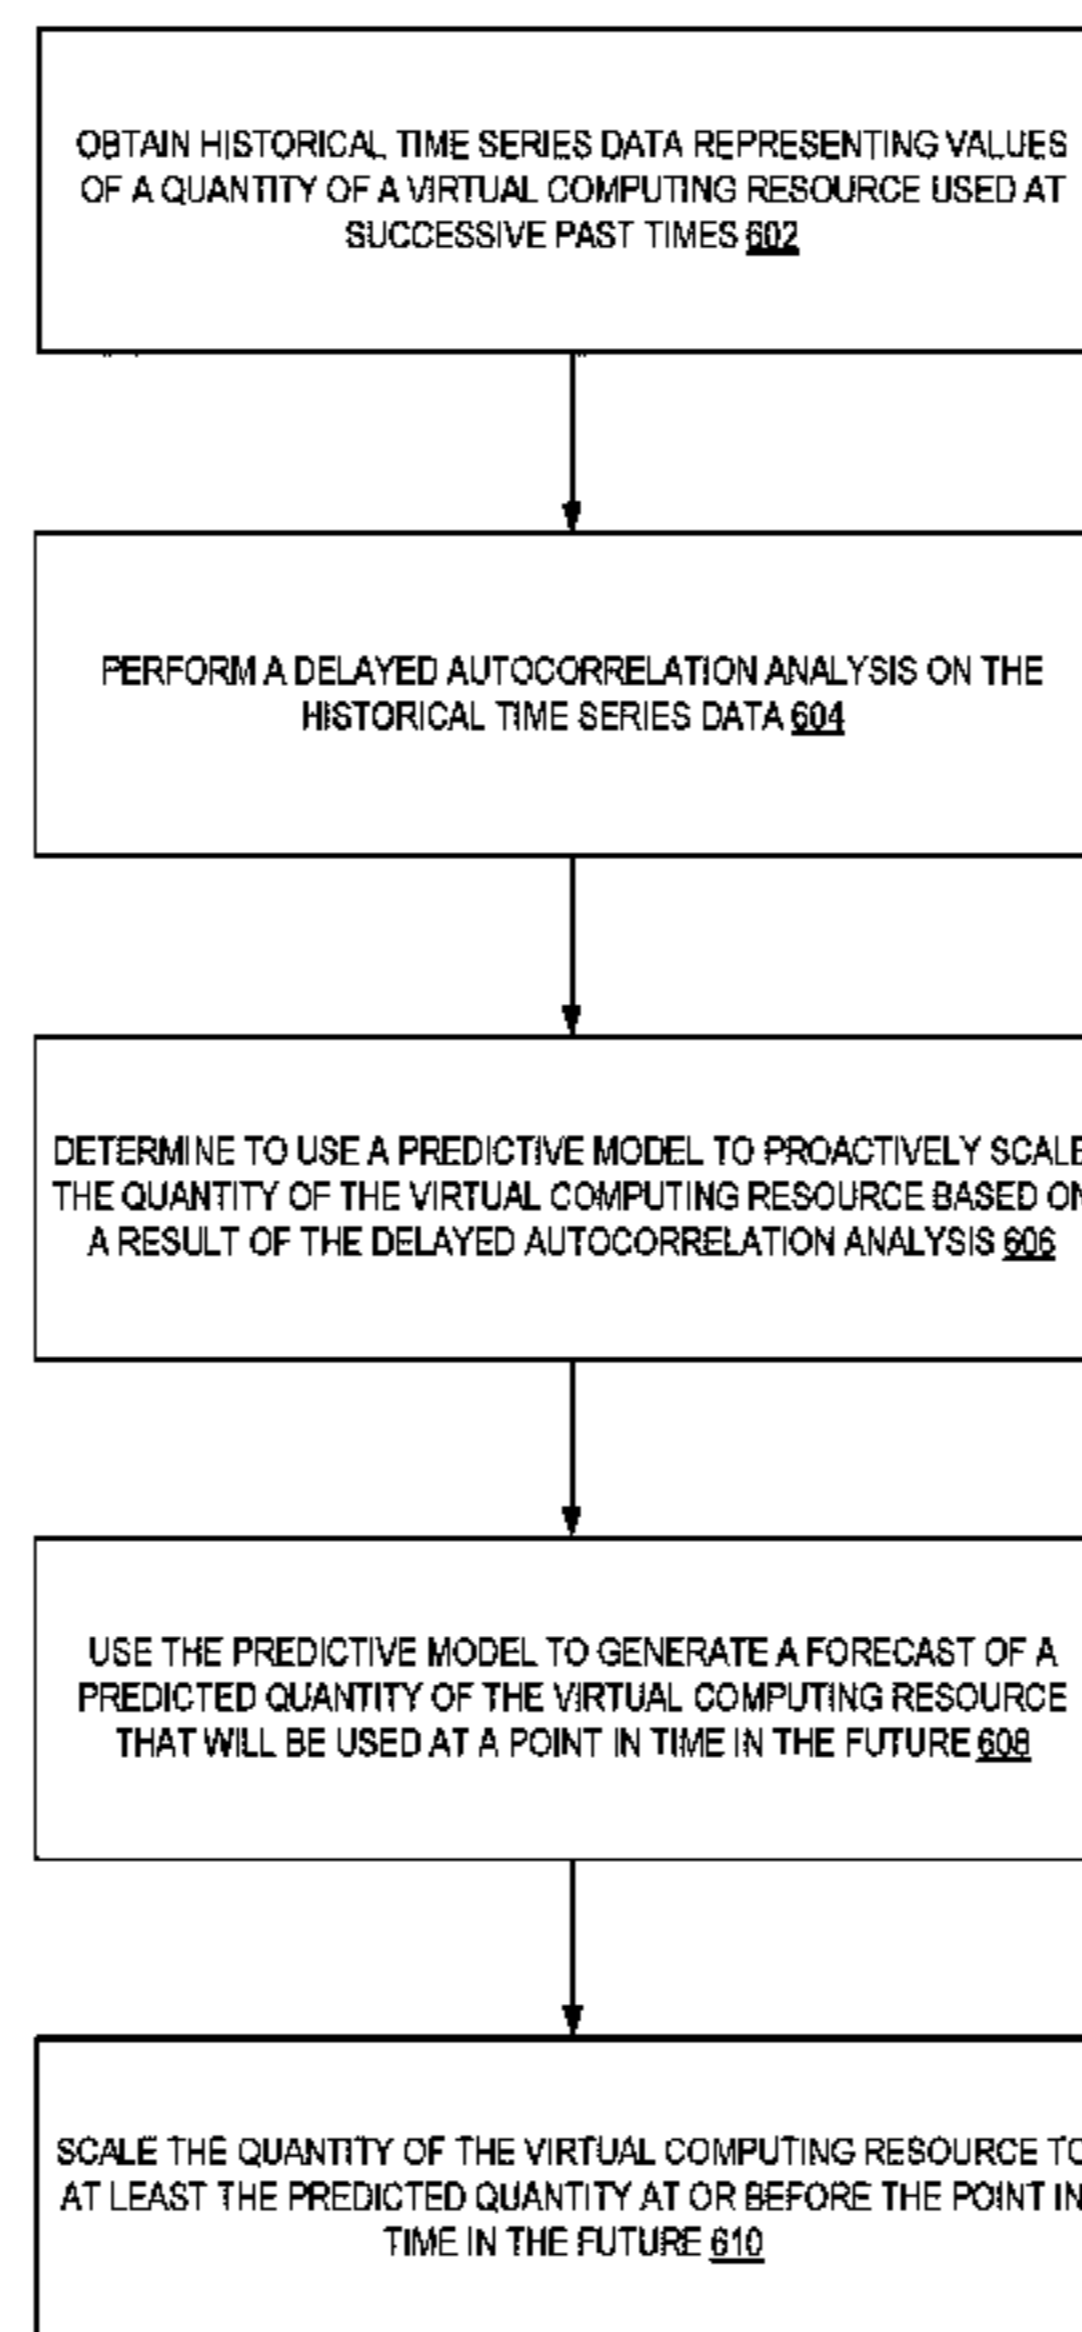 OBTAIN HISTORICAL TIME SERIES DATA REPRESENTING VALUES
OF A QUANTITY OF A VIRTUAL COMPUTING RESOURCE USED AT
SUCCESSIVE PAST TIMES 602
PERFORM A DELAYED AUTOCORRELATION ANALYSIS ON THE
HISTORICAL TIME SERIES DATA 604
DETERMINE TO USE A PREDICTIVE MODEL TO PROACTIVELY SCALE
THE QUANTITY OF THE VIRTUAL COMPUTING RESOURCE BASED ON
A RESULT OF THE DELAYED AUTOCORRELATION ANALYSIS 606
USE THE PREDICTIVE MODEL TO GENERATE A FORECAST OF A
PREDICTED QUANTITY OF THE VIRTUAL COMPUTING RESOURCE
THAT WILL BE USED AT A POINT IN TIME IN THE FUTURE 608
SCALE THE QUANTITY OF THE VIRTUAL COMPUTING RESOURCE TO
AT LEAST THE PREDICTED QUANTITY AT OR BEFORE THE POINT IN
TIME IN THE FUTURE 610